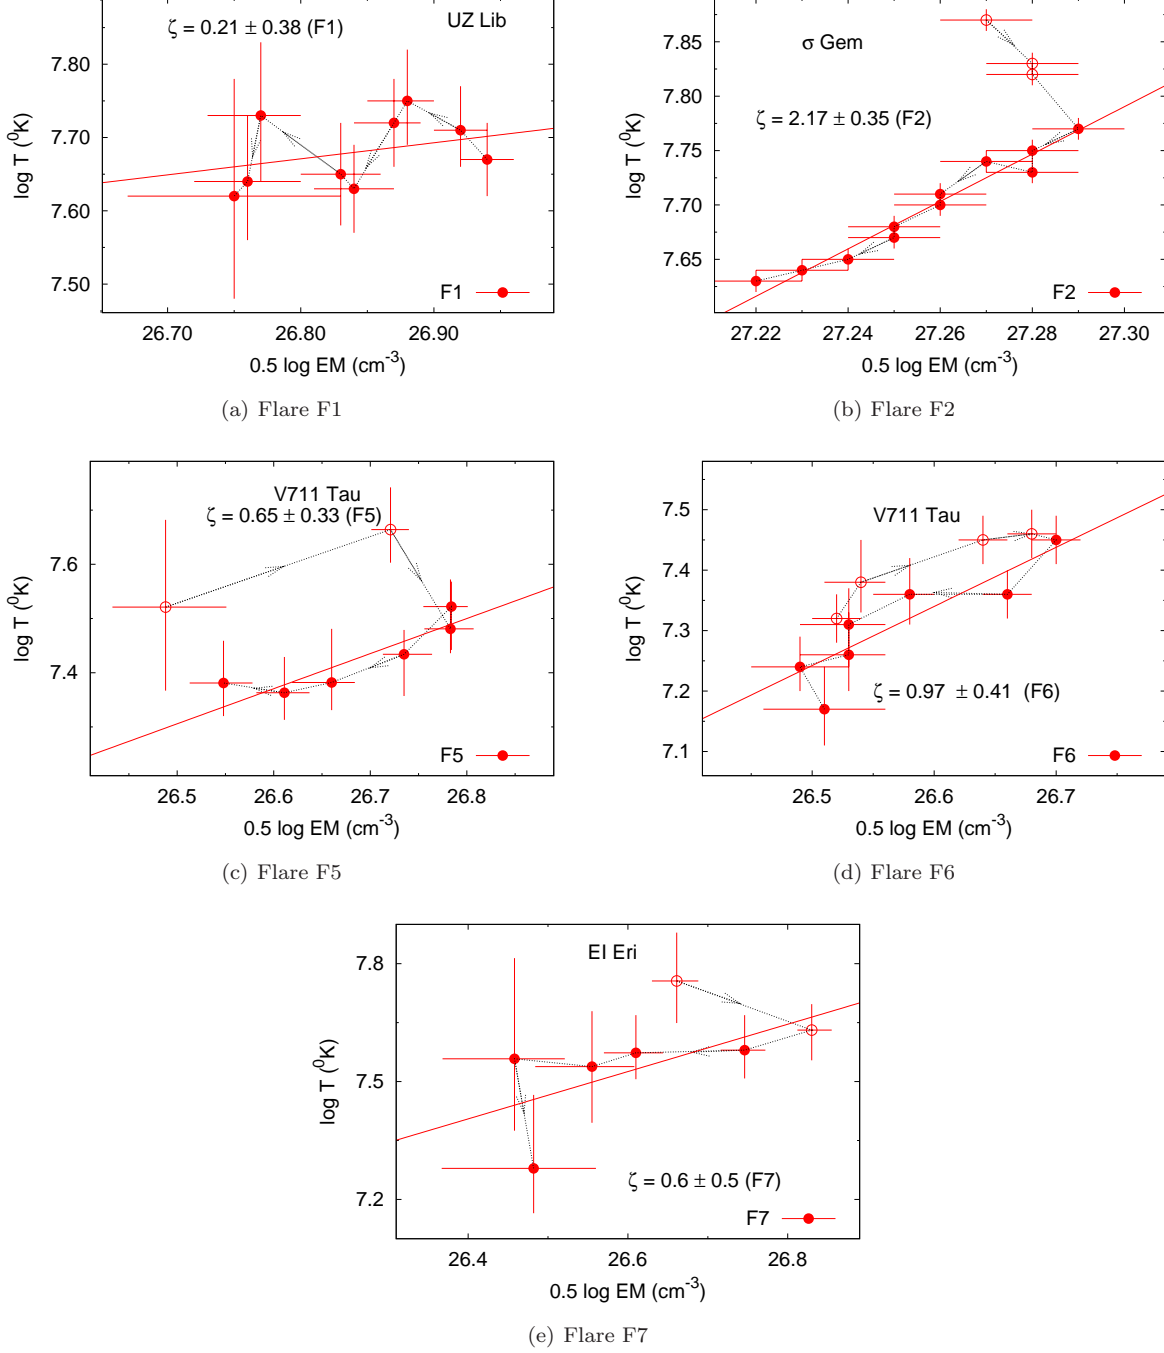 ζ = 0.21 ± 0.38 (F1)
UZ Lib
7.80
7.70
7.60
7.50
log T (⁰K)
F1
26.70 26.80 26.90
0.5 log EM (cm⁻³)
(a) Flare F1
σ Gem
ζ = 2.17 ± 0.35 (F2)
7.85
7.80
7.75
7.70
7.65
log T (⁰K)
F2
27.22 27.24 27.26 27.28 27.30
0.5 log EM (cm⁻³)
(b) Flare F2
V711 Tau
ζ = 0.65 ± 0.33 (F5)
7.6
7.4
log T (⁰K)
F5
26.5 26.6 26.7 26.8
0.5 log EM (cm⁻³)
(c) Flare F5
V711 Tau
7.5
7.4
7.3
7.2
7.1
log T (⁰K)
ζ = 0.97 ± 0.41 (F6)
F6
26.5 26.6 26.7
0.5 log EM (cm⁻³)
(d) Flare F6
EI Eri
7.8
7.5
7.2
log T (⁰K)
ζ = 0.6 ± 0.5 (F7)
F7
26.4 26.6 26.8
0.5 log EM (cm⁻³)
(e) Flare F7